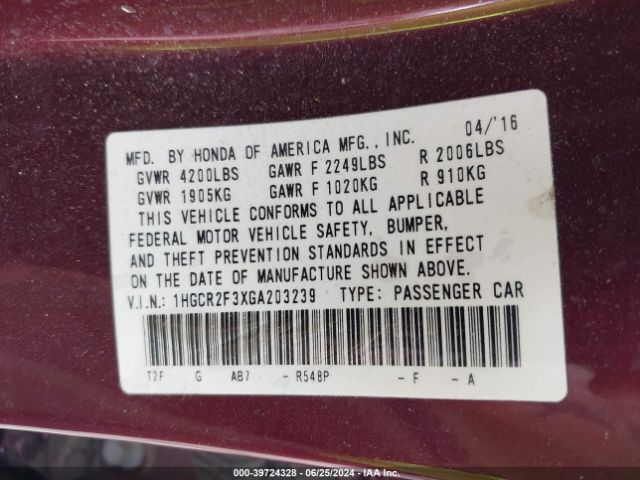 MFD. BY HONDA OF AMERICA MFG., INC. 04/'16
GVWR 4200LBS GAWR F 2249LBS R 2006LBS
GVWR 1905KG GAWR F 1020KG R 910KG
THIS VEHICLE CONFORMS TO ALL APPLICABLE
FEDERAL MOTOR VEHICLE SAFETY, BUMPER,
AND THEFT PREVENTION STANDARDS IN EFFECT
ON THE DATE OF MANUFACTURE SHOWN ABOVE.
V.I.N.: 1HGCR2F3XGA203239 TYPE: PASSENGER CAR
T2F G AB7 - R548P - F - A
000-39724328 - 06/25/2024 - IAA Inc.